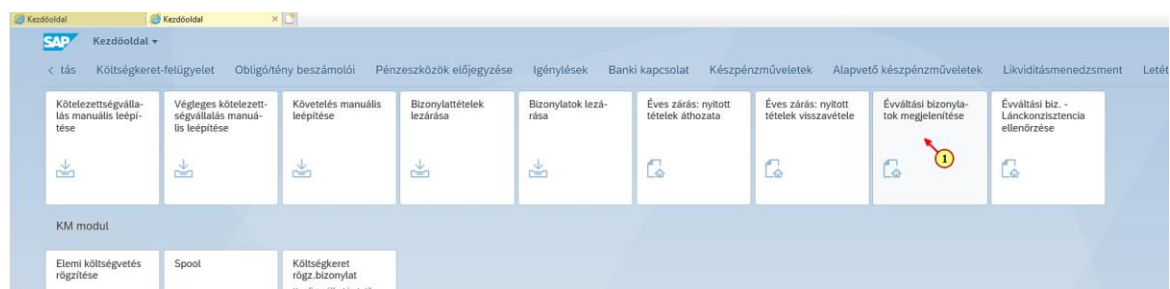 Kezdőoldal Kezdőoldal
SAP Kezdőoldal
tás Költségkeret-felügyelet Obligó/tény beszámolói Pénzeszközök előjegyzése Igénylések Banki kapcsolat Készpénzműveletek Alapvető készpénzműveletek Likviditásmenedzsment Letét
Kötelezettségválla-
lás manuális leépí-
tése
Végleges kötelezett-
ségvállalás manuá-
lis leépítése
Követelés manuális
leépítése
Bizonylattételek
lezárása
Bizonylatok lezá-
rása
Éves zárás: nyitott
tételek áthozata
Éves zárás: nyitott
tételek visszavétele
Évváltási bizonyla-
tok megjelenítése
Évváltási biz. -
Lánckonzisztencia
ellenőrzése
1
KM modul
Elemi költségvetés
rögzítése
Spool
Költségkeret
rögz.bizonylat